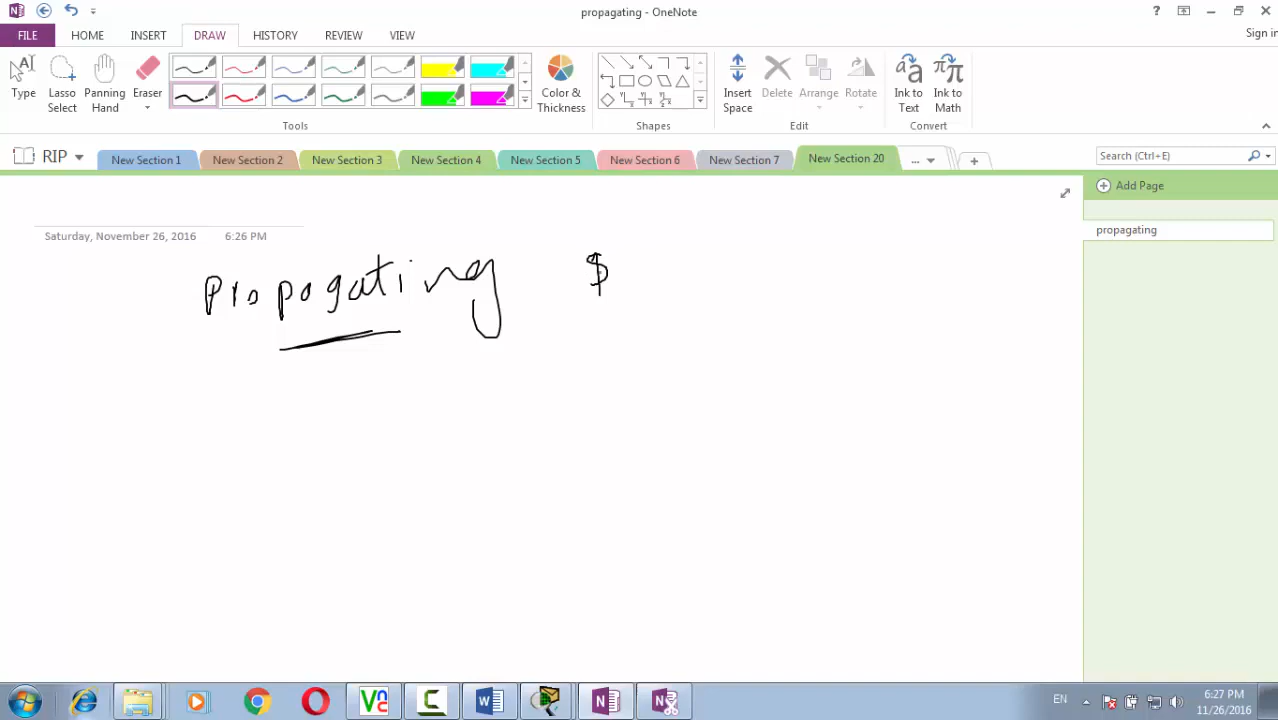 propagating - OneNote
?
Sign in
FILE HOME INSERT DRAW HISTORY REVIEW VIEW
Type
Lasso Select
Panning Hand
Eraser
Color & Thickness
Insert Space
Delete
Arrange
Rotate
Ink to Text
Ink to Math
Tools
Shapes
Edit
Convert
RIP
New Section 1
New Section 2
New Section 3
New Section 4
New Section 5
New Section 6
New Section 7
New Section 20
...
Search (Ctrl+E)
Add Page
propagating
Saturday, November 26, 2016 6:26 PM
Propogating $
EN
6:27 PM
11/26/2016